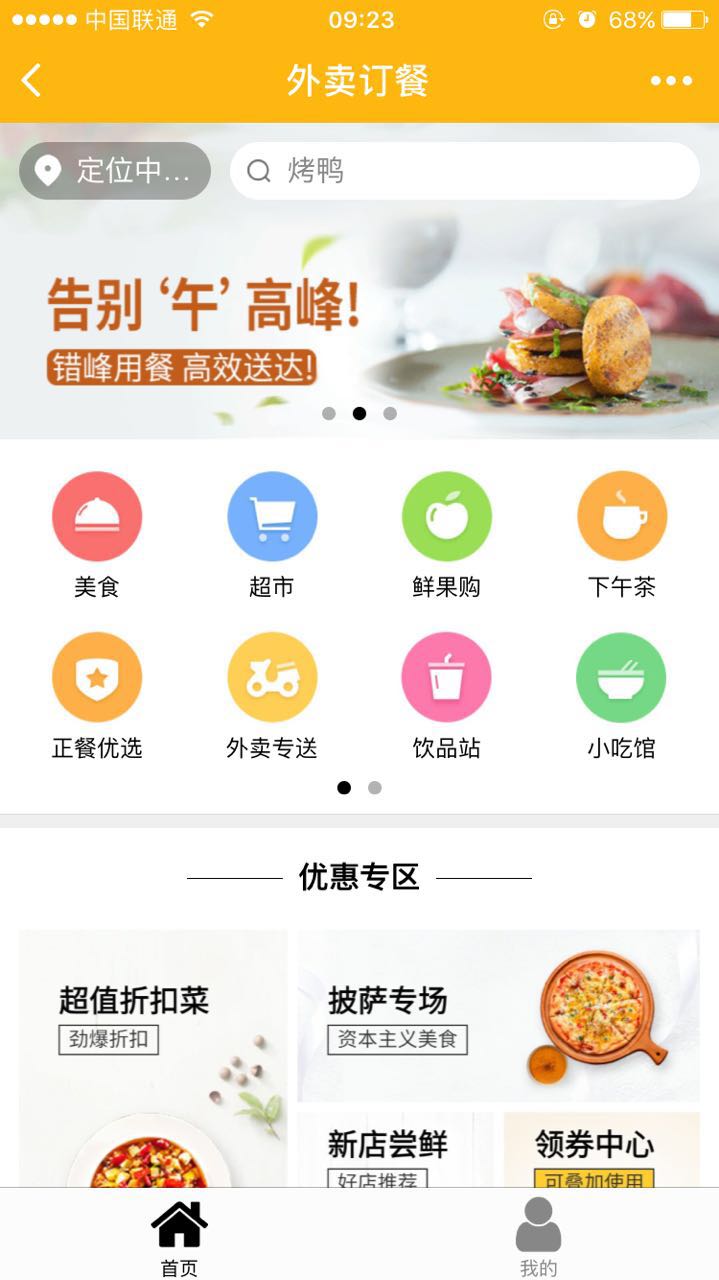 中国联通 09:23 68%
外卖订餐
定位中... 烤鸭
告别‘午’高峰!
错峰用餐 高效送达!
美食 超市 鲜果购 下午茶
正餐优选 外卖专送 饮品站 小吃馆
优惠专区
超值折扣菜
劲爆折扣
披萨专场
资本主义美食
新店尝鲜
好店推荐
领券中心
可叠加使用
首页 我的